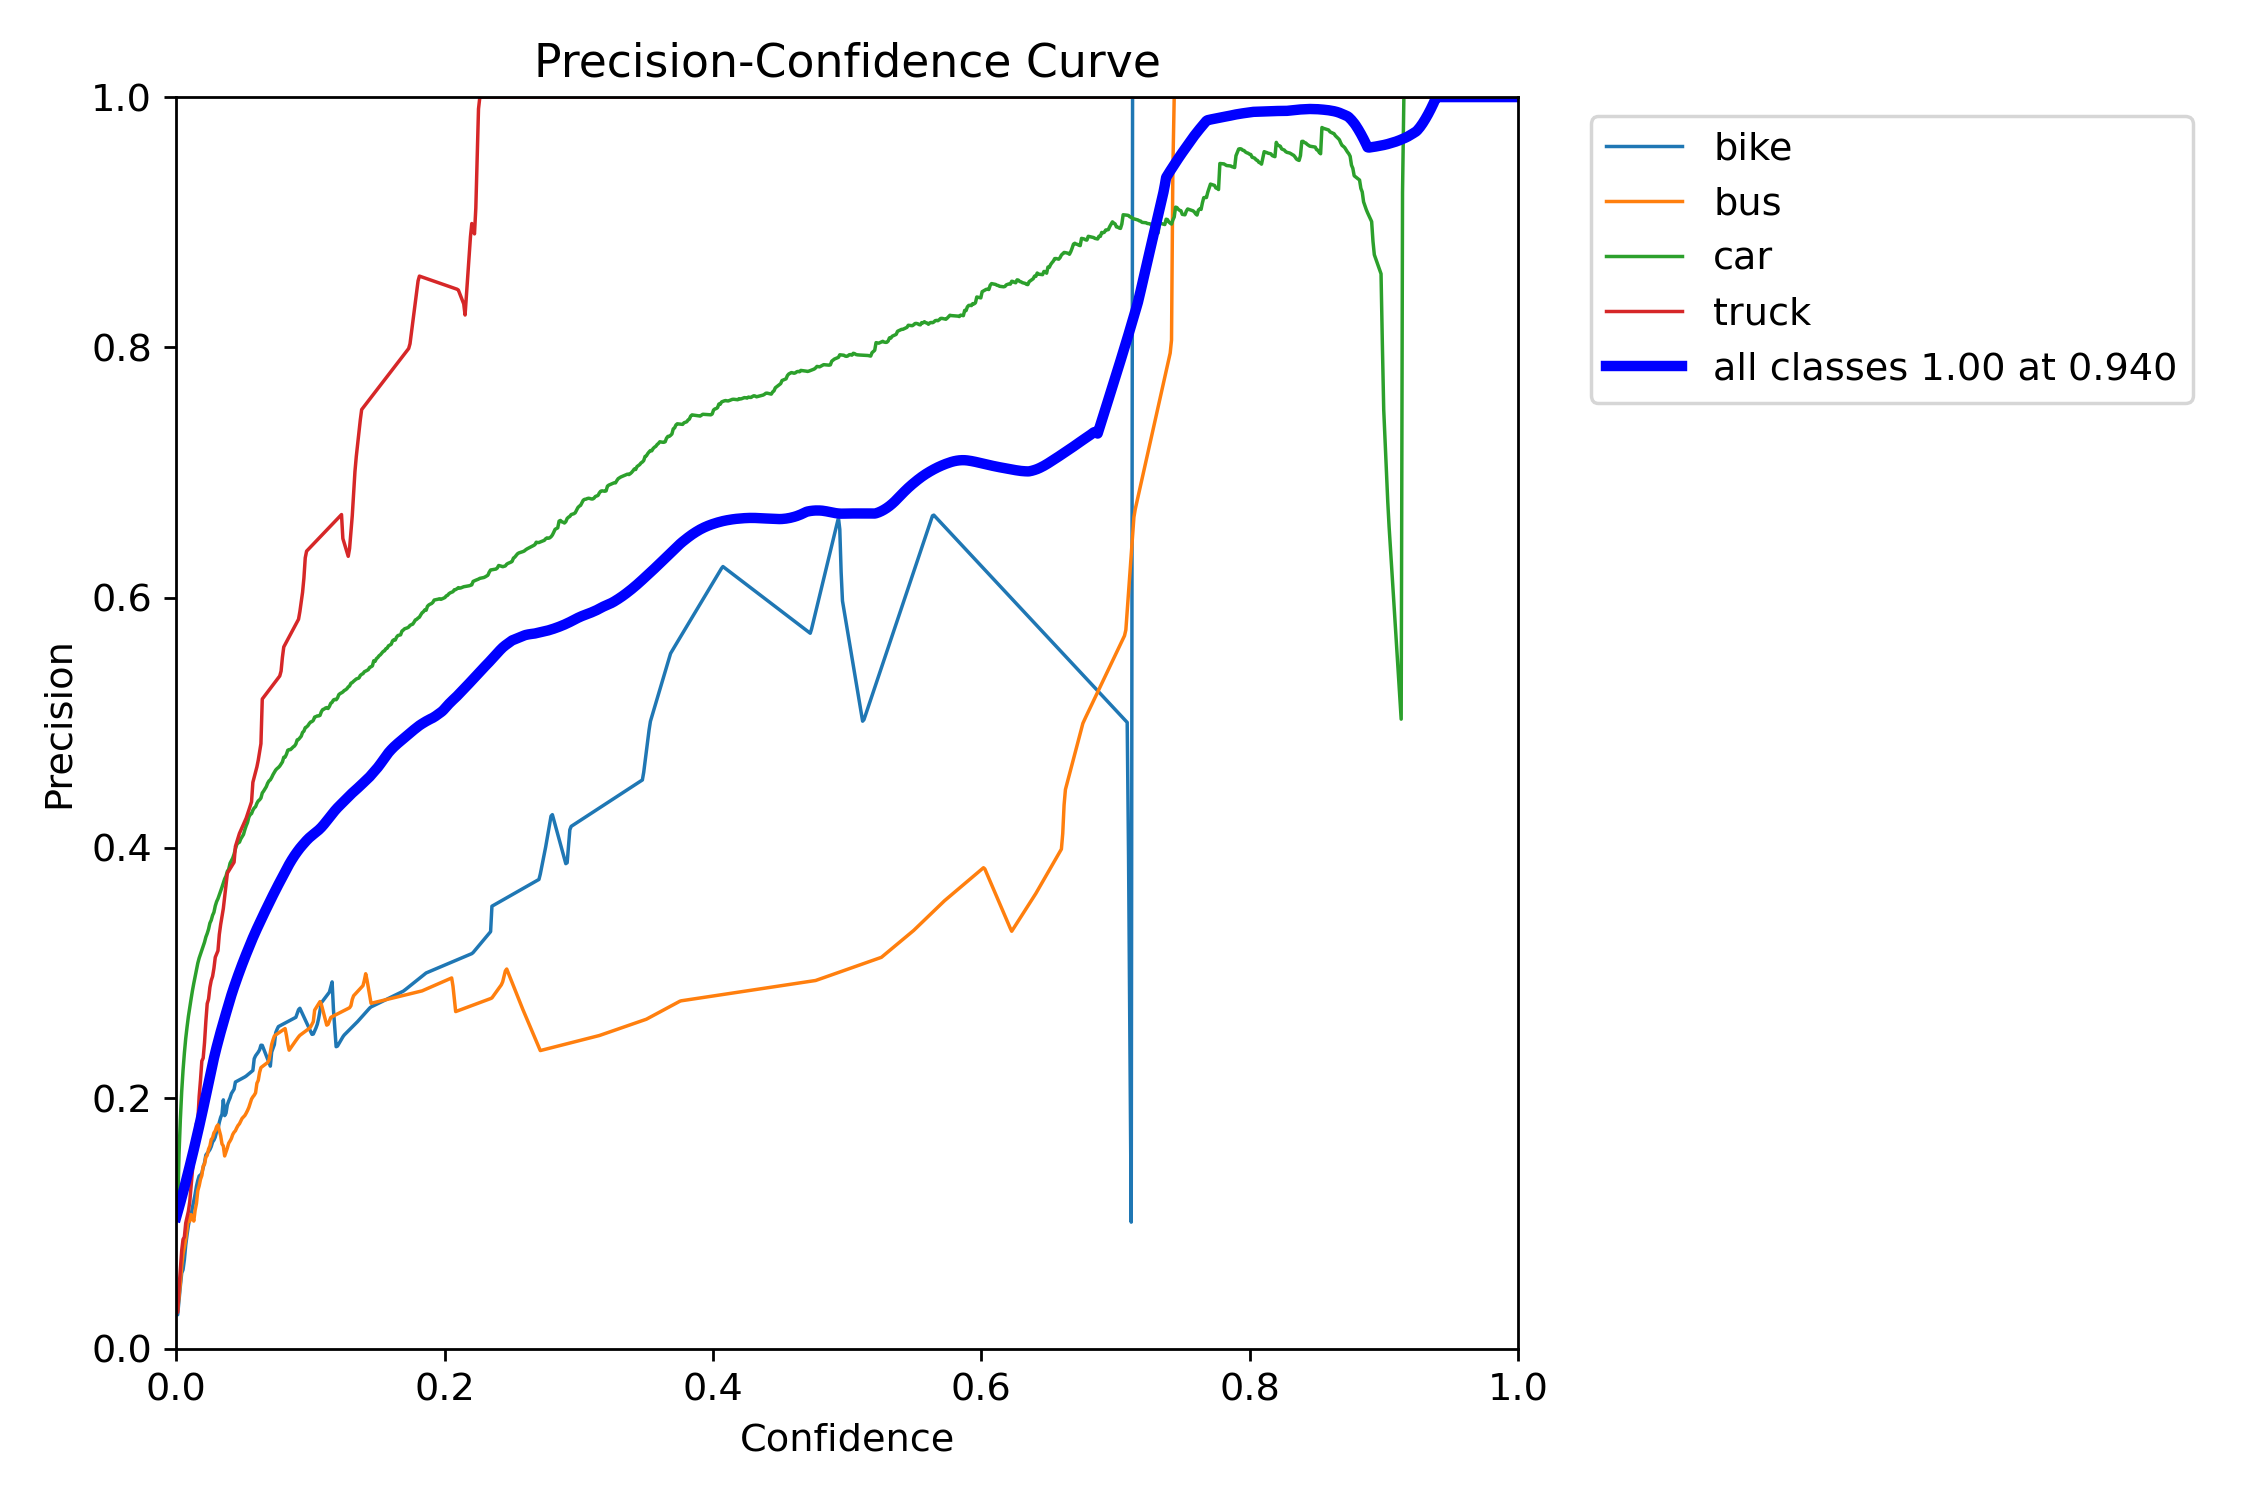 Precision-Confidence Curve
1.0
0.8
0.6
0.4
0.2
0.0
Precision
0.0 0.2 0.4 0.6 0.8 1.0
Confidence
bike
bus
car
truck
all classes 1.00 at 0.940